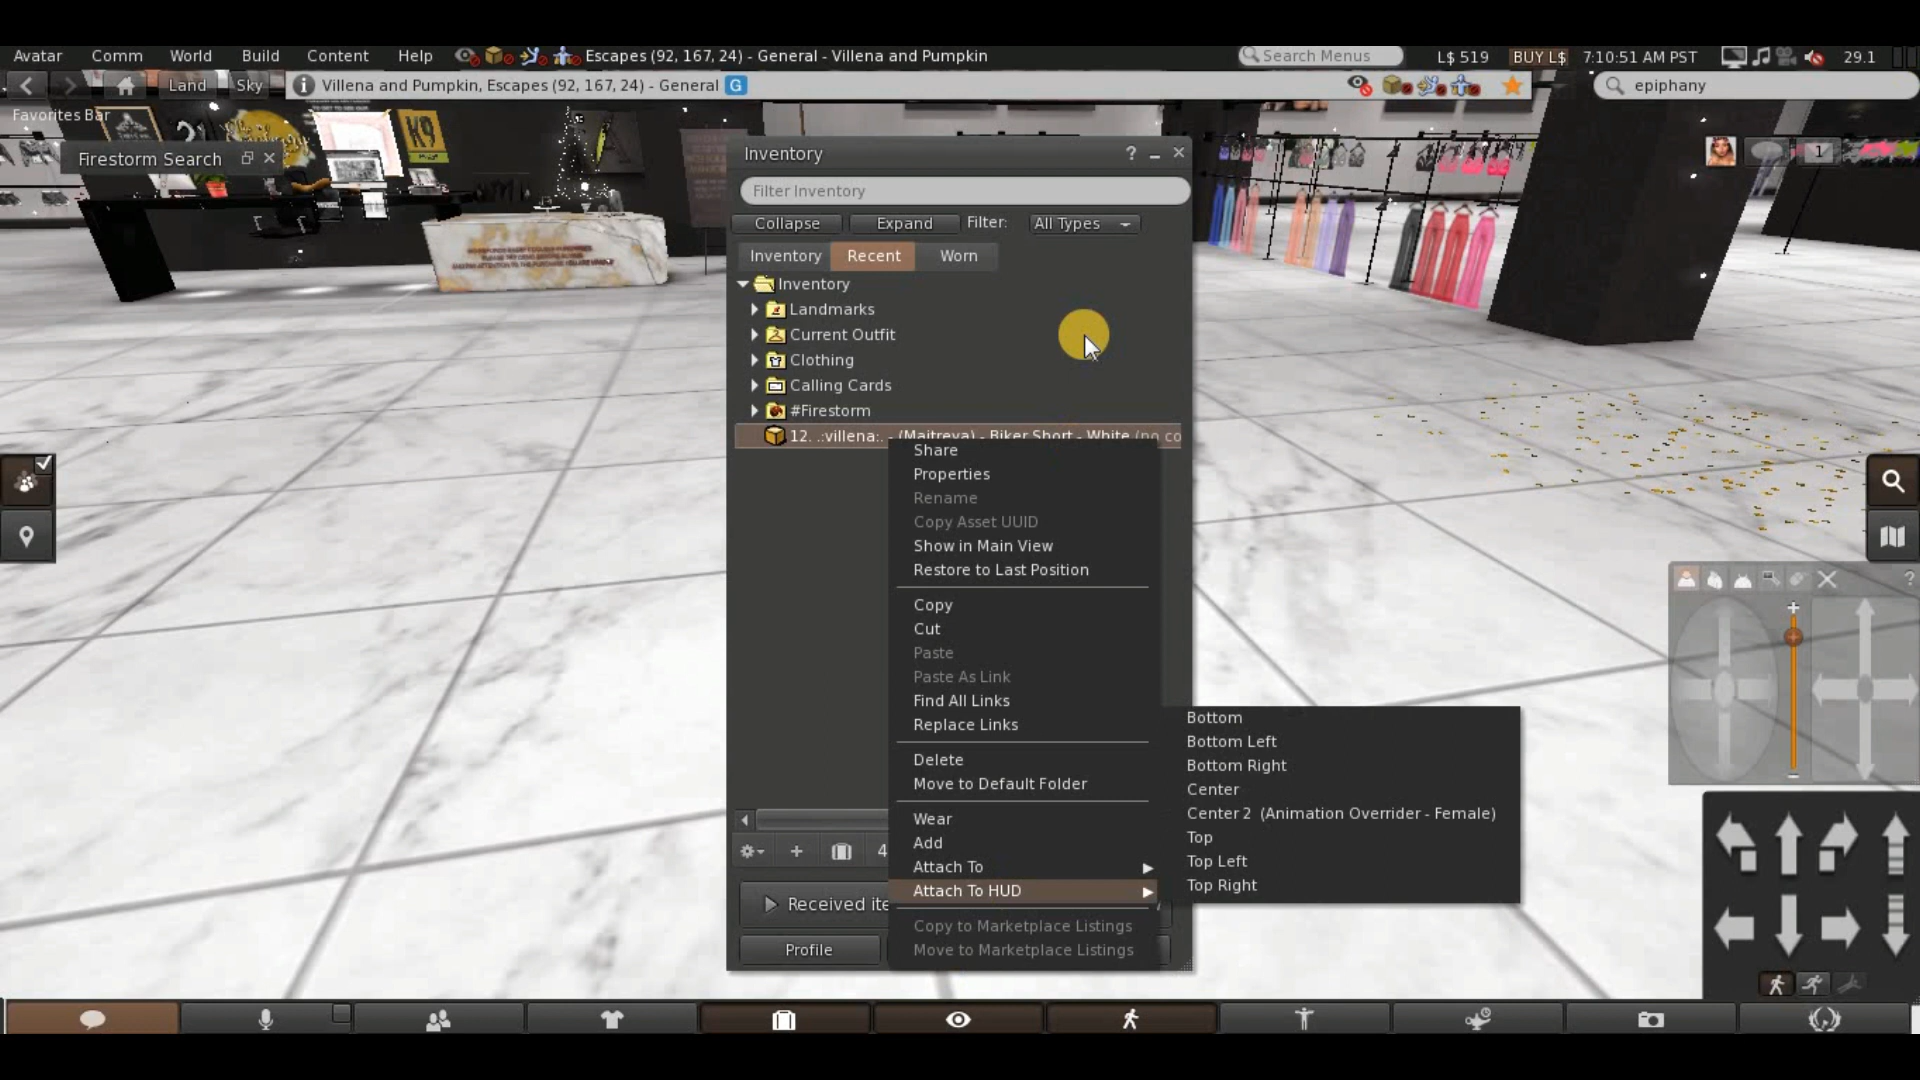 Avatar Comm World Build Content Help Escapes (92, 167, 24) - General - Villena and Pumpkin Search Menus L$ 519 BUY L$ 7:10:51 AM PST 29.1
Land Sky Villena and Pumpkin, Escapes (92, 167, 24) - General G epiphany
Favorites Bar
K9
Firestorm Search
1
Inventory ?
Filter Inventory
Collapse Expand Filter: All Types
Inventory Recent Worn
Inventory
Landmarks
Current Outfit
Clothing
Calling Cards
#Firestorm
12. .:villena:. - (Maitreya) - Biker Short - White (no co
Share
Properties
Rename
Copy Asset UUID
Show in Main View
Restore to Last Position
Copy
Cut
Paste
Paste As Link
Find All Links
Replace Links
Delete
Move to Default Folder
Wear
Add
Attach To
Attach To HUD
Copy to Marketplace Listings
Move to Marketplace Listings
Bottom
Bottom Left
Bottom Right
Center
Center 2 (Animation Overrider - Female)
Top
Top Left
Top Right
4
Received ite
Profile
?